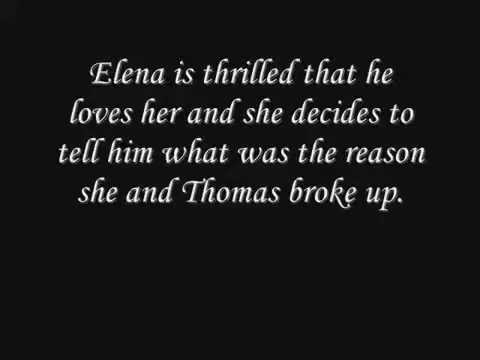 Elena is thrilled that he
loves her and she decides to
tell him what was the reason
she and Thomas broke up.